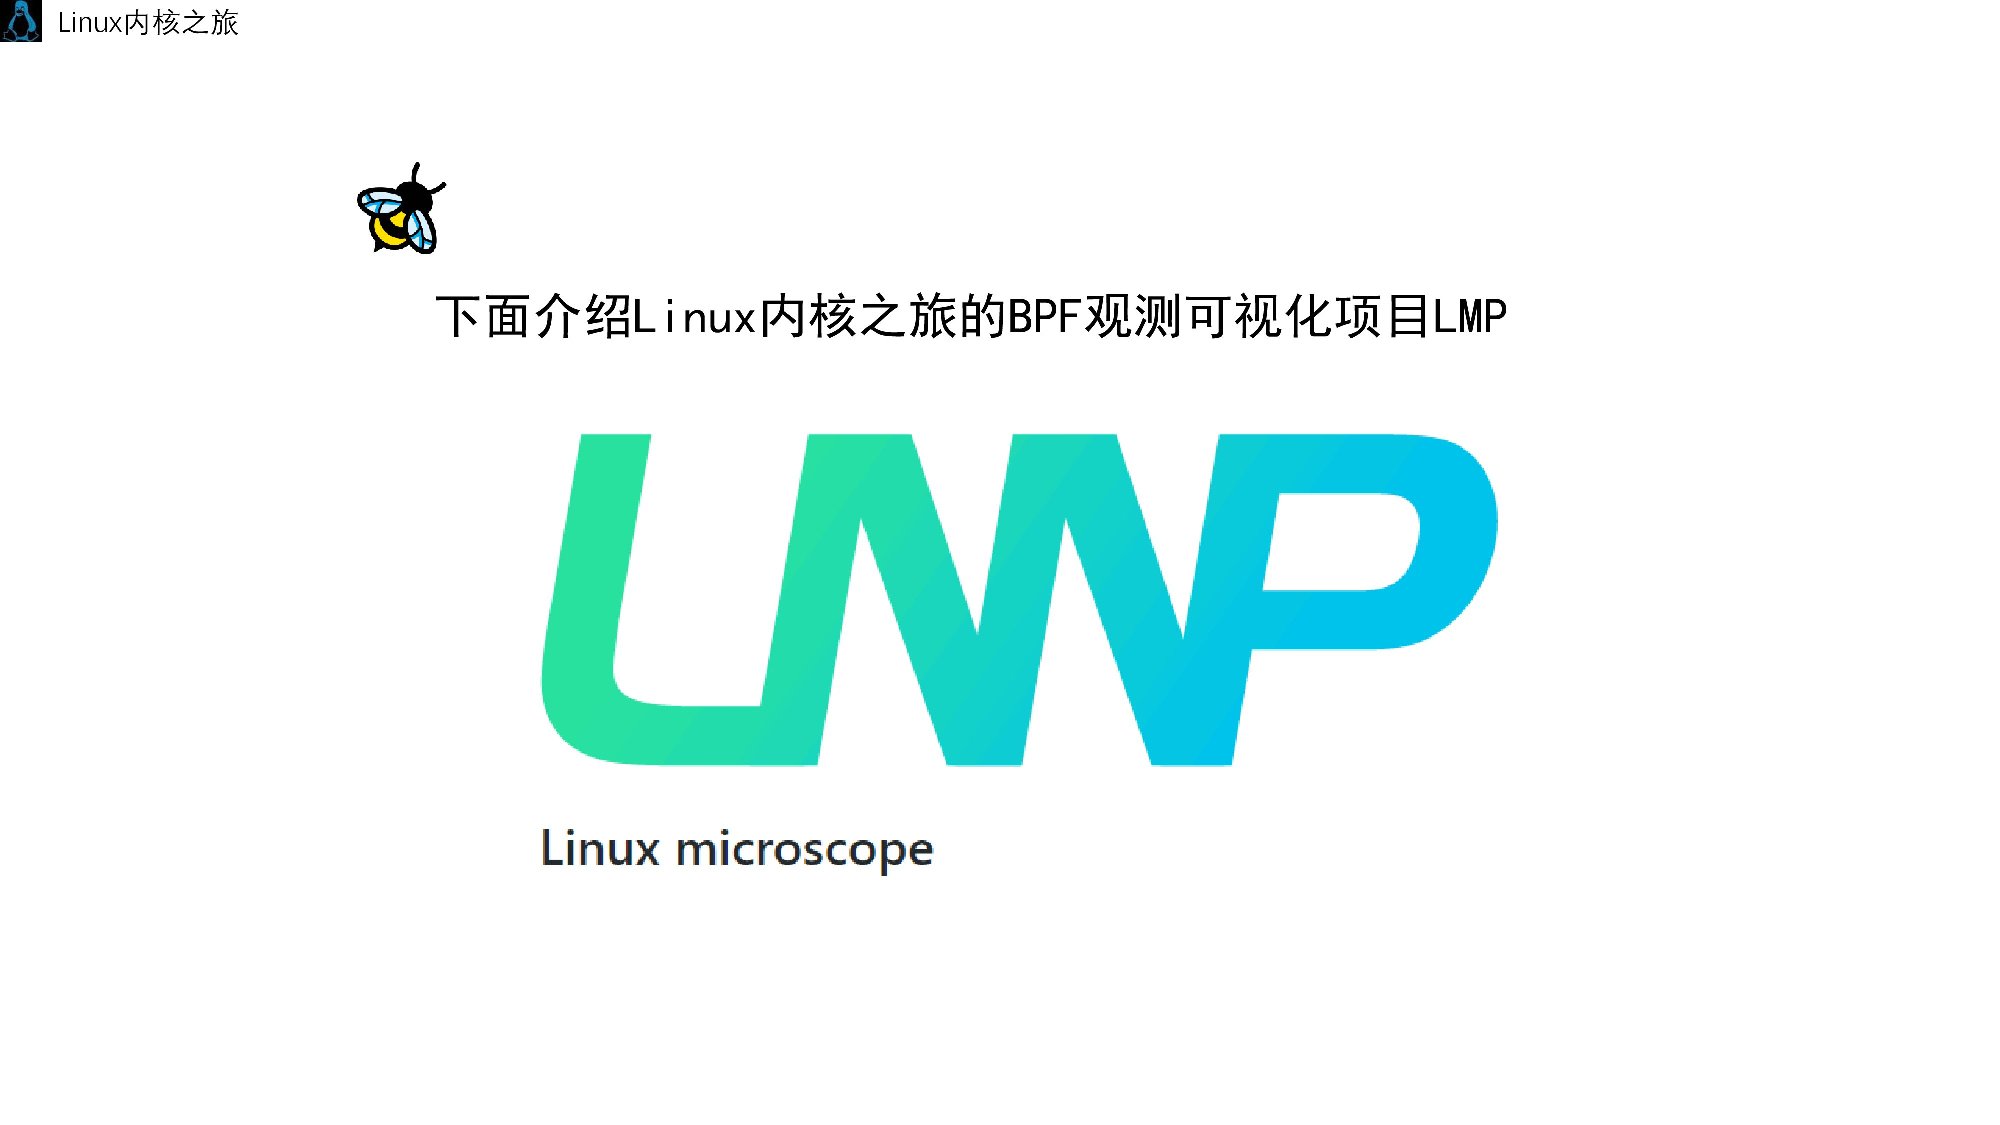 Linux内核之旅
下面介绍Linux内核之旅的BPF观测可视化项目LMP
LMP
Linux microscope